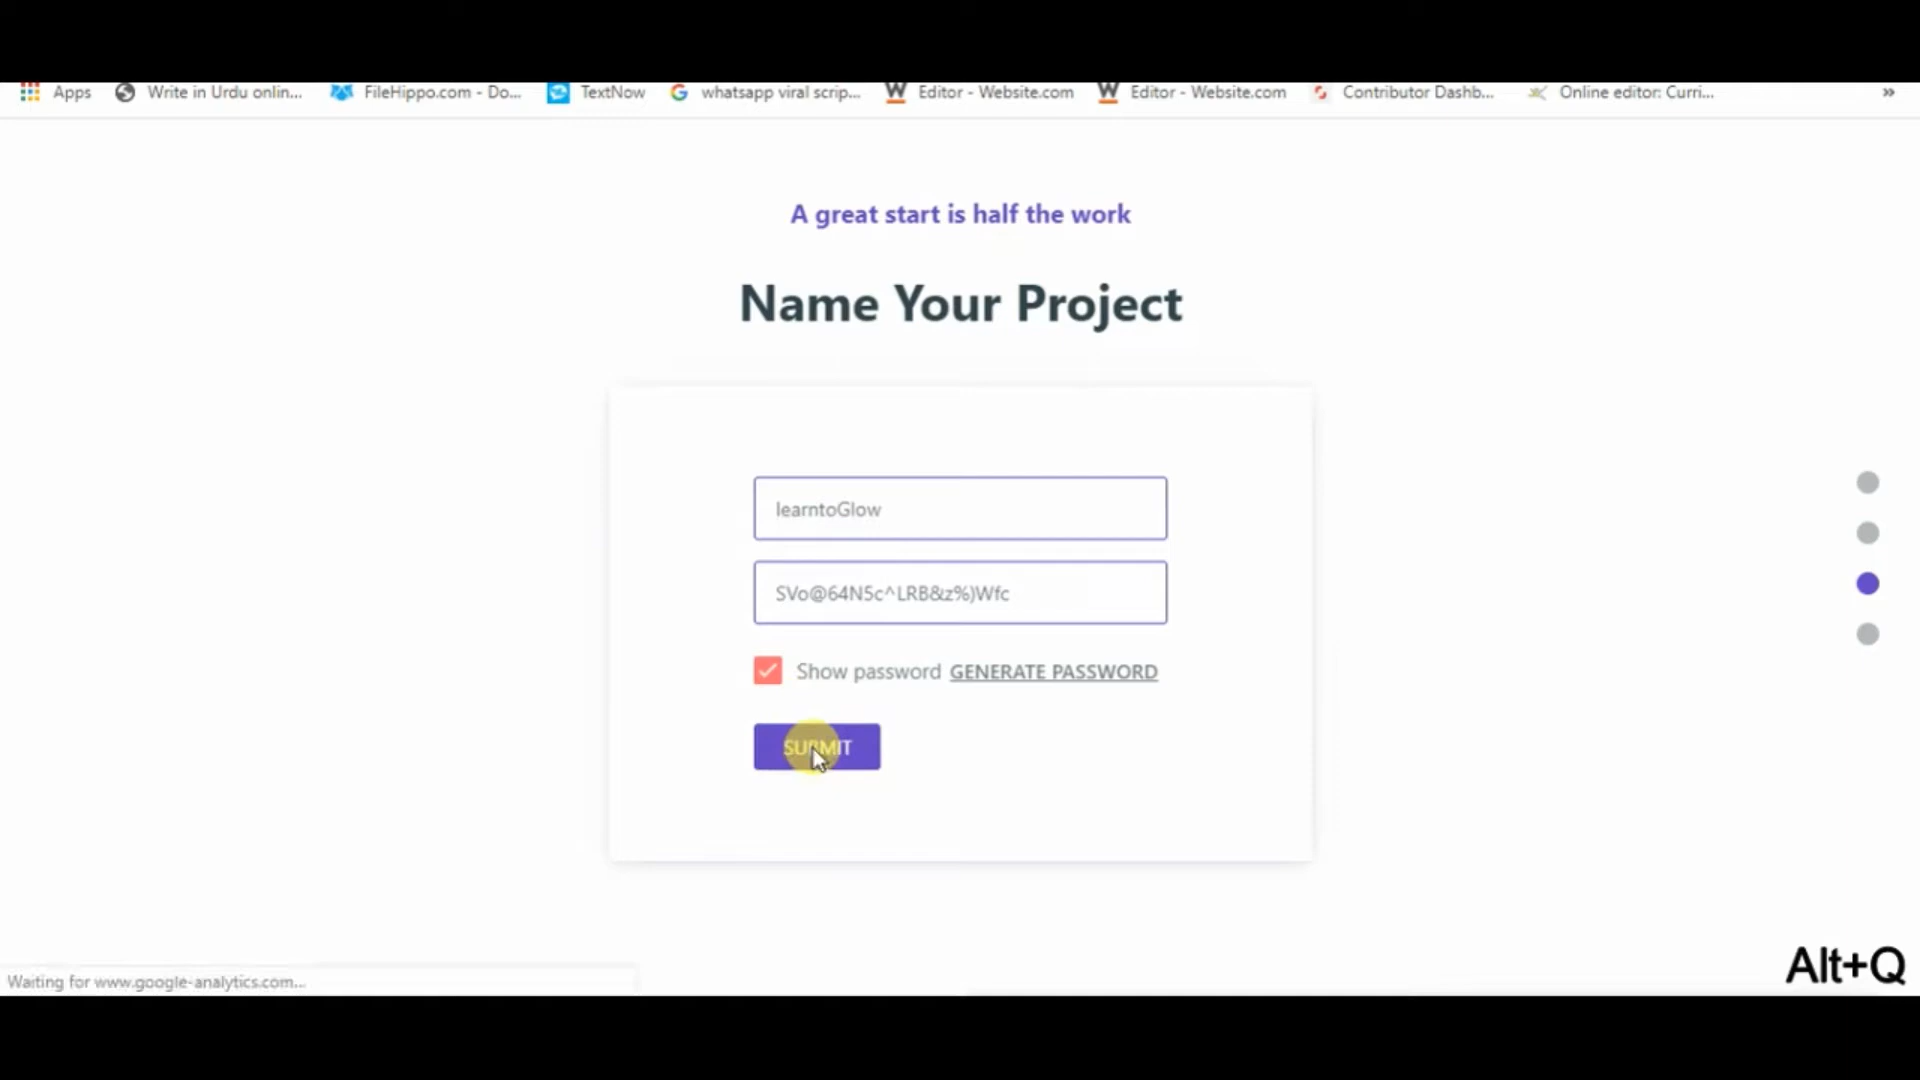 Apps Write in Urdu onlin... FileHippo.com - Do... TextNow whatsapp viral scrip... Editor - Website.com Editor - Website.com Contributor Dashb... Online editor: Curri... »
A great start is half the work
Name Your Project
learntoGlow
SVo@64N5c^LRB&z%)Wfc
Show password GENERATE PASSWORD
SUBMIT
Alt+Q
Waiting for www.google-analytics.com...